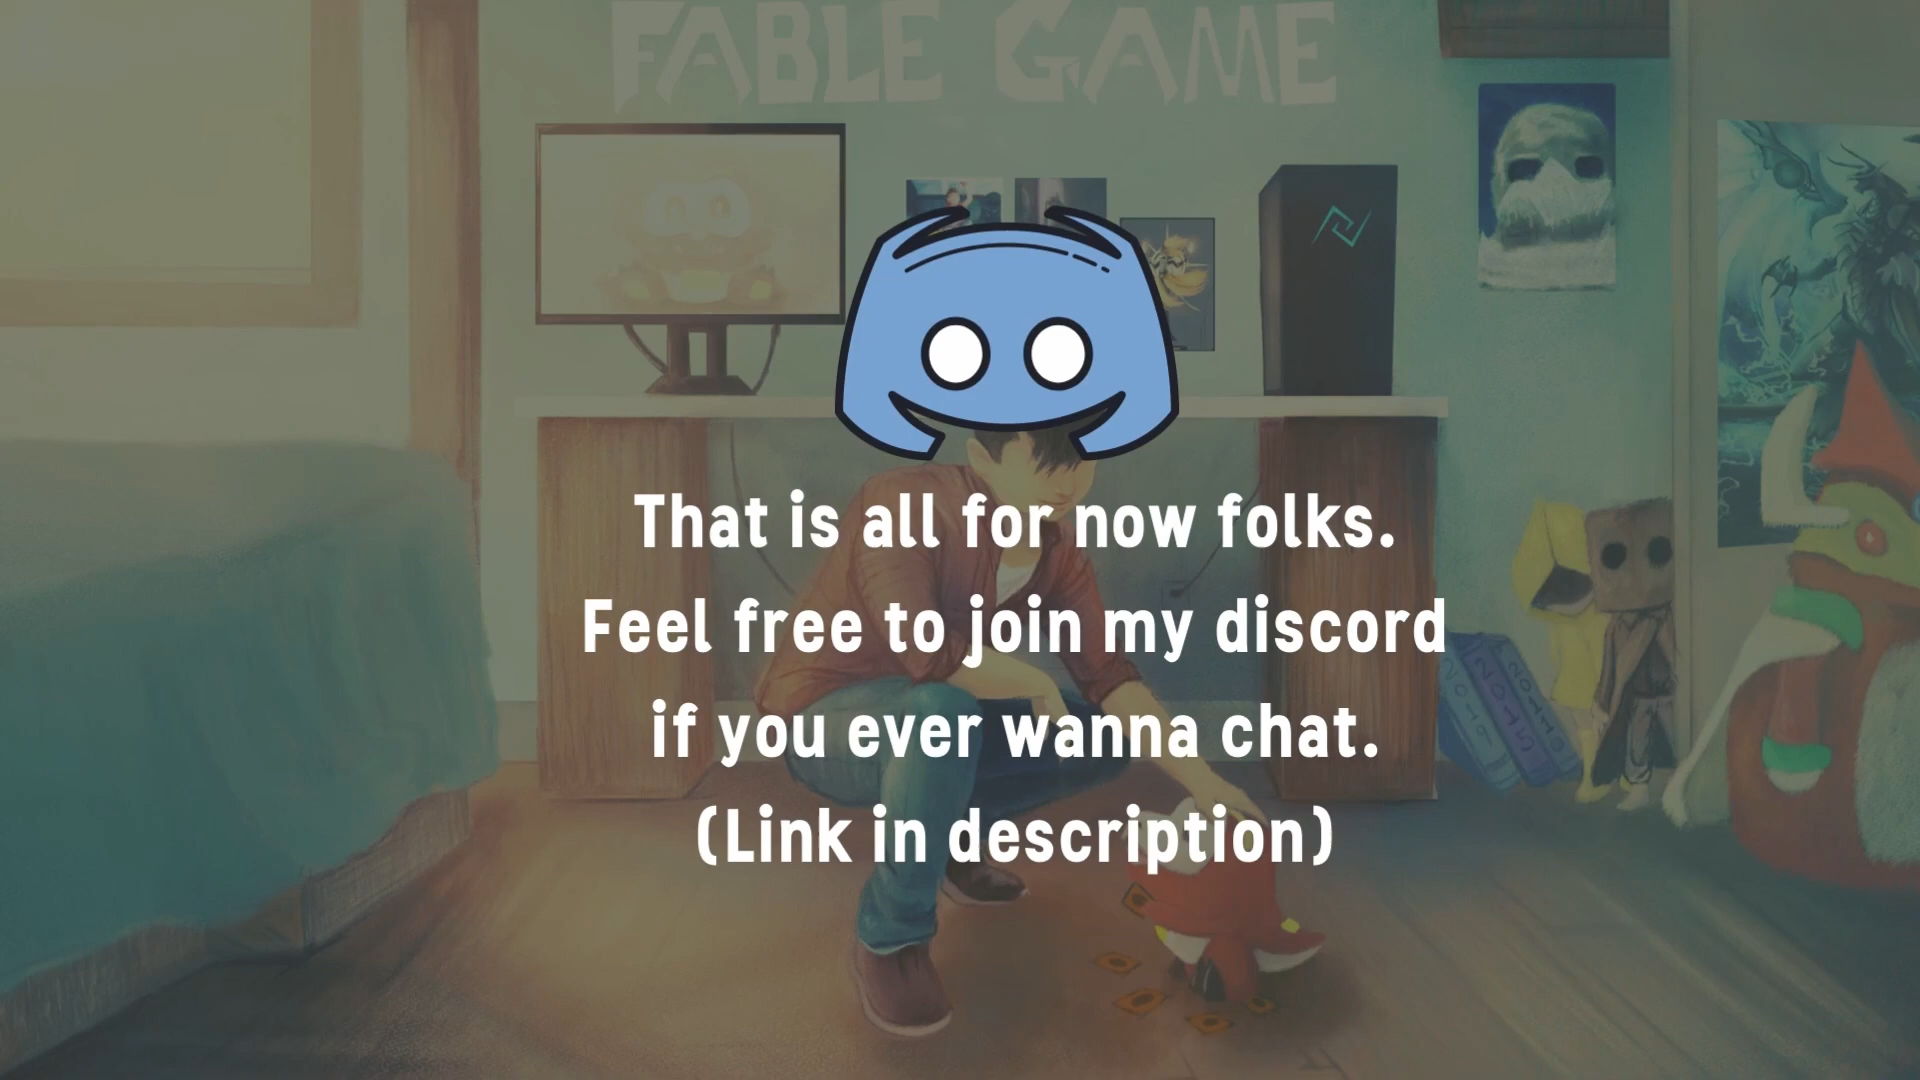 FABLE GAME
That is all for now folks.
Feel free to join my discord
if you ever wanna chat.
(Link in description)